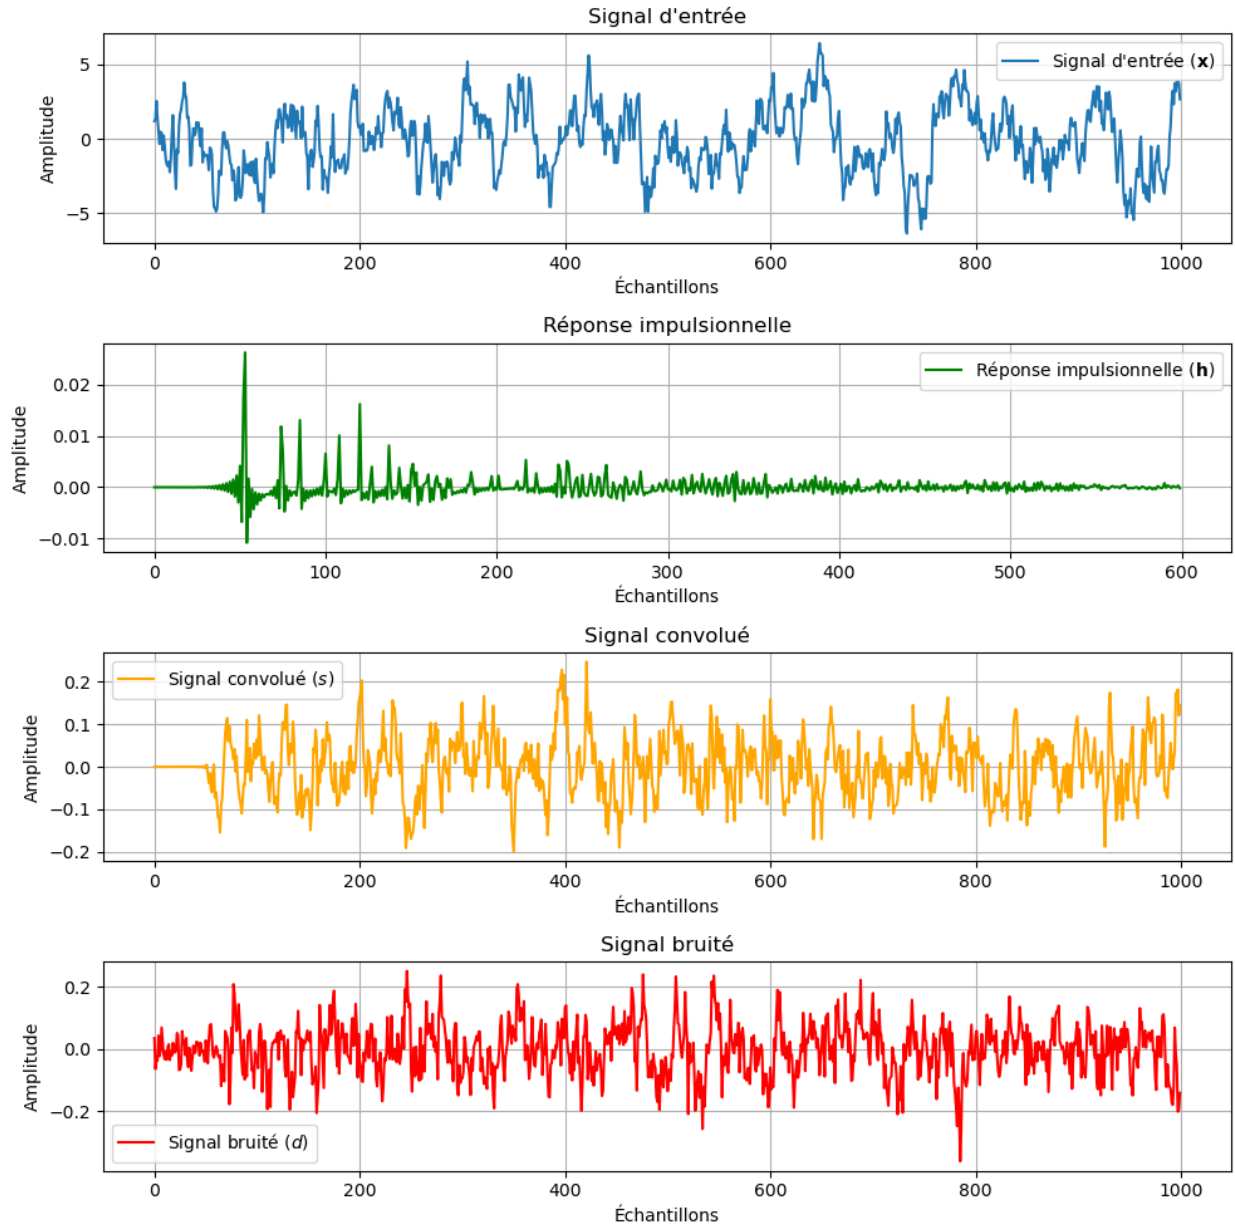 Signal d'entrée
Signal d'entrée (x)
5
0
−5
Amplitude
0 200 400 600 800 1000
Échantillons
Réponse impulsionnelle
Réponse impulsionnelle (h)
0.02
0.01
0.00
−0.01
Amplitude
0 100 200 300 400 500 600
Échantillons
Signal convolué
Signal convolué (s)
0.2
0.1
0.0
−0.1
−0.2
Amplitude
0 200 400 600 800 1000
Échantillons
Signal bruité
0.2
0.0
−0.2
Amplitude
Signal bruité (d)
0 200 400 600 800 1000
Échantillons